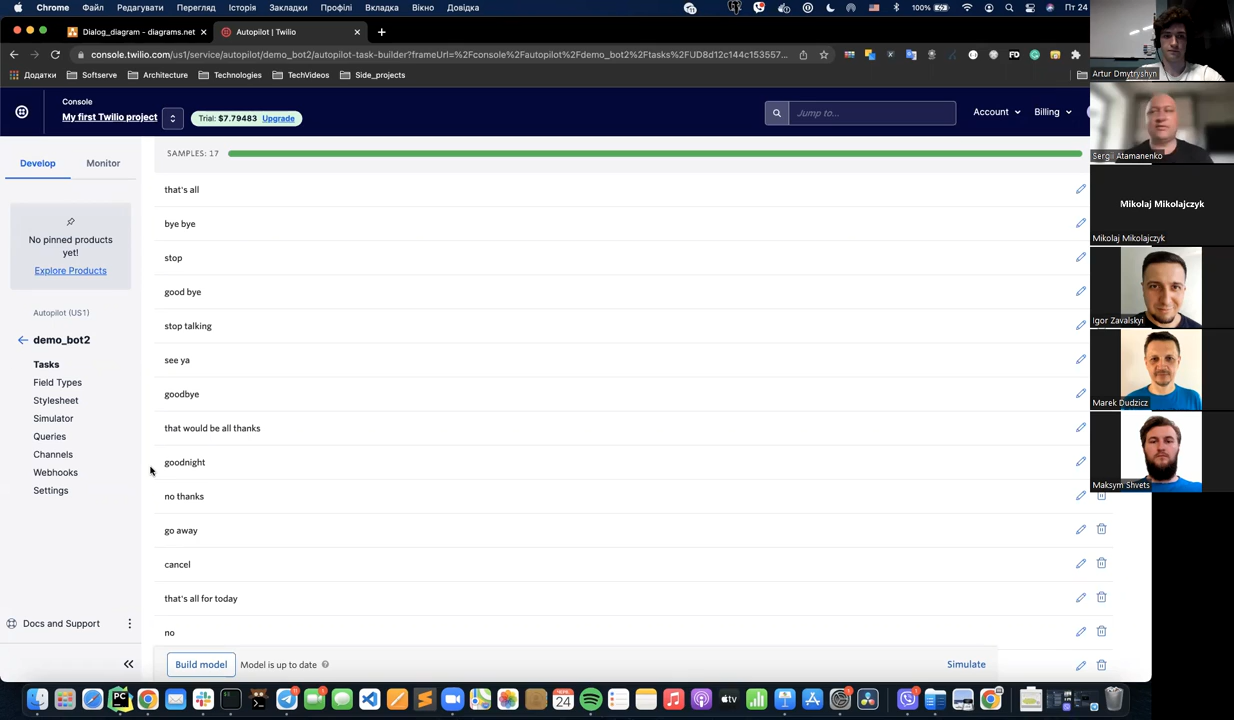 Chrome Файл Редагувати Перегляд Історія Закладки Профілі Вкладка Вікно Довідка
100% Пт 24
Dialog_diagram - diagrams.net
Autopilot | Twilio
console.twilio.com/us1/service/autopilot/demo_bot2/autopilot-task-builder?frameUrl=%2Fconsole%2Fautopilot%2Fdemo_bot2%2Ftasks%2FUD8d12c144c153557...
Додатки Softserve Architecture Technologies TechVideos Side_projects
Console
My first Twilio project
Trial: $7.79483 Upgrade
Jump to...
Account
Billing
Develop
Monitor
No pinned products
yet!
Explore Products
Autopilot (US1)
demo_bot2
Tasks
Field Types
Stylesheet
Simulator
Queries
Channels
Webhooks
Settings
Docs and Support
SAMPLES: 17
that's all
bye bye
stop
good bye
stop talking
see ya
goodbye
that would be all thanks
goodnight
no thanks
go away
cancel
that's all for today
no
Build model
Model is up to date
Simulate
Artur Dmytryshyn
Sergii Atamanenko
Mikolaj Mikolajczyk
Mikolaj Mikolajczyk
Igor Zavalskyi
Marek Dudzicz
Maksym Shvets